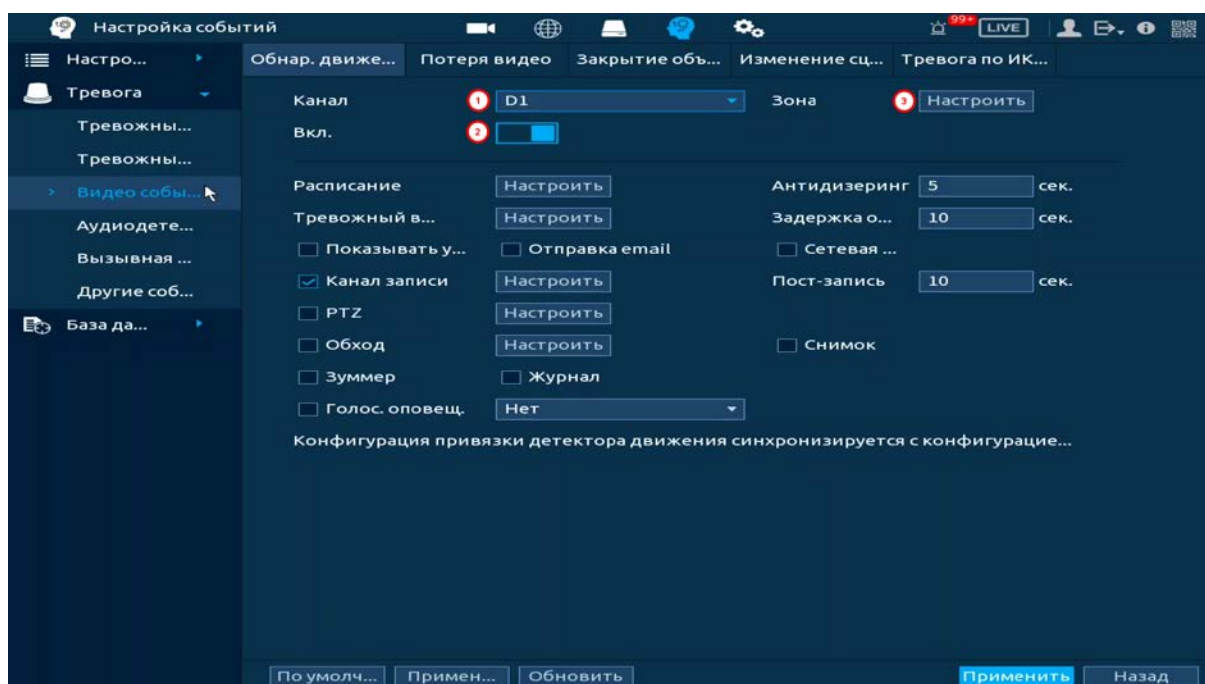 Настройка событий 99+ LIVE
Настро... Обнар. движе... Потеря видео Закрытие объ... Изменение сц... Тревога по ИК...
Тревога
Тревожны...
Тревожны...
Видео собы...
Аудиодете...
Вызывная ...
Другие соб...
База да...
Канал 1 D1 Зона 3 Настроить
Вкл. 2
Расписание Настроить Антидизеринг 5 сек.
Тревожный в... Настроить Задержка о... 10 сек.
Показывать у... Отправка email Сетевая ...
Канал записи Настроить Пост-запись 10 сек.
PTZ Настроить
Обход Настроить Снимок
Зуммер Журнал
Голос. оповещ. Нет
Конфигурация привязки детектора движения синхронизируется с конфигурацие...
По умолч... Примен... Обновить Применить Назад